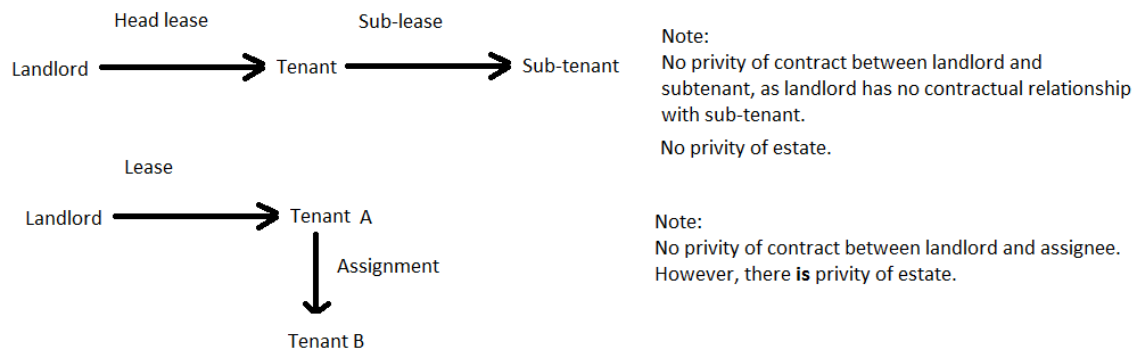 Head lease
Sub-lease
Landlord
Tenant
Sub-tenant
Note:
No privity of contract between landlord and
subtenant, as landlord has no contractual relationship
with sub-tenant.
No privity of estate.
Lease
Landlord
Tenant A
Assignment
Tenant B
Note:
No privity of contract between landlord and assignee.
However, there is privity of estate.